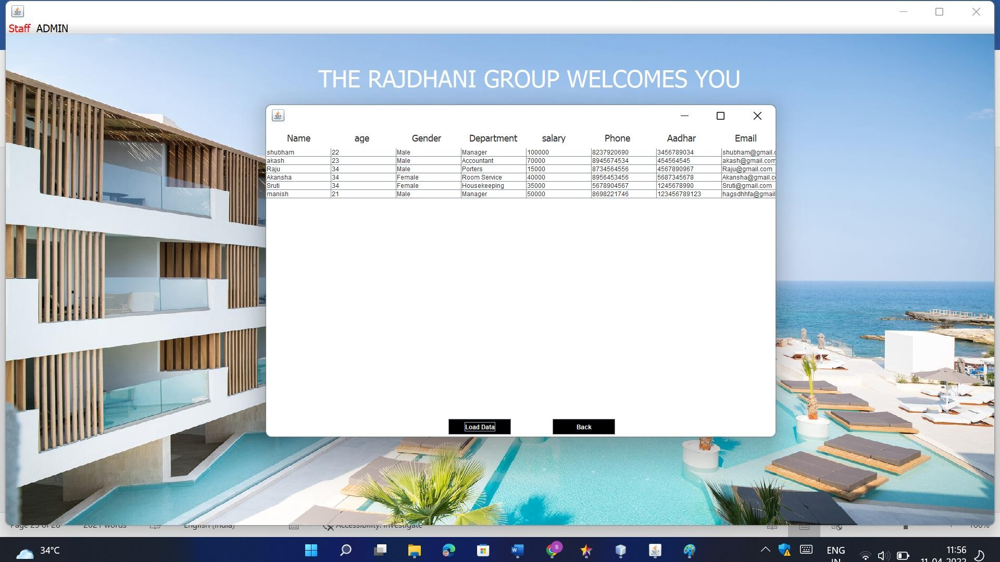 Staff ADMIN
THE RAJDHANI GROUP WELCOMES YOU
Name age Gender Department salary Phone Aadhar Email
shubham 22 Male Manager 100000 8237920690 3456789034 shubham@gmail.c
akash 23 Male Accountant 70000 8945674534 454564545 akash@gmail.com
Raju 34 Male Porters 15000 8734564556 4567890967 Raju@gmail.com
Akansha 34 Female Room Service 40000 8956453456 5687345678 Akansha@gmail.co
Sruti 34 Female Housekeeping 35000 5678904567 1245678990 Sruti@gmail.com
manish 21 Male Manager 50000 8698221746 123456789123 hagsdhhfa@gmail
Load Data Back
words English (India) Accessibility: Investigate 100%
34°C ENG 11:56
IN